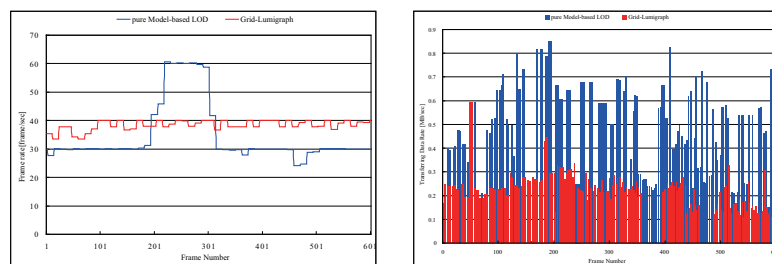 pure Model-based LOD Grid-Lumigraph
Frame rate[frame/sec]
70
60
50
40
30
20
10
0
1 101 201 301 401 501 601
Frame Number
pure Model-based LOD Grid-Lumigraph
Transferring Data Rate [MB/sec]
0.9
0.8
0.7
0.6
0.5
0.4
0.3
0.2
0.1
0
0 100 200 300 400 500
Frame Number